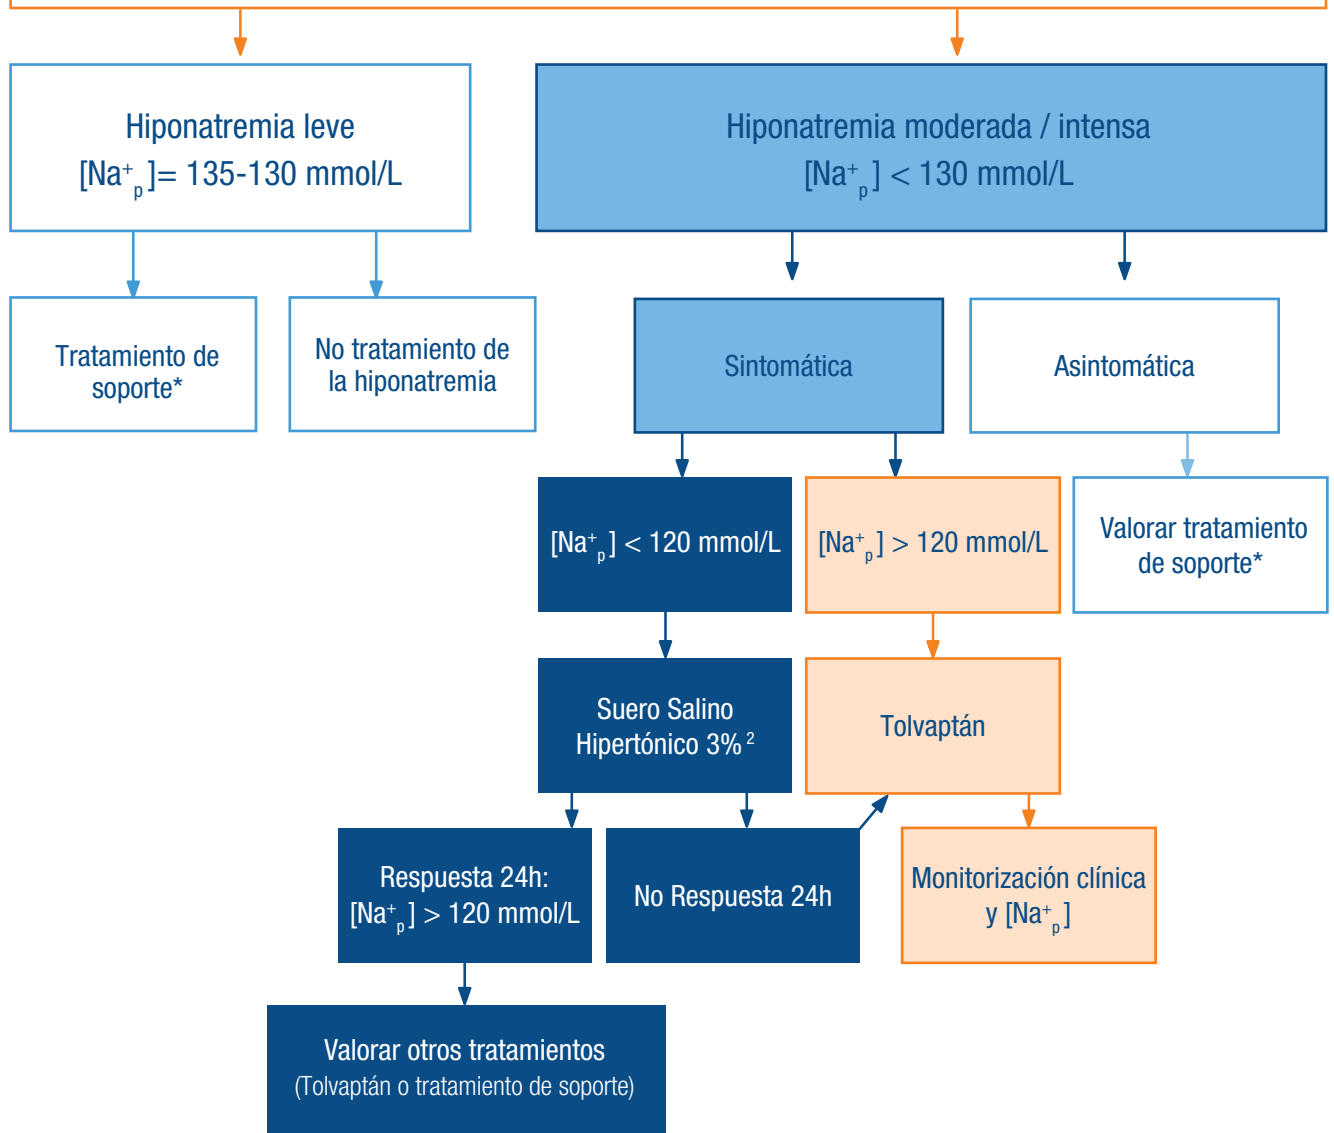 Hiponatremia leve
[Na⁺ₚ]= 135-130 mmol/L
Hiponatremia moderada / intensa
[Na⁺ₚ] < 130 mmol/L
Tratamiento de
soporte*
No tratamiento de
la hiponatremia
Sintomática
Asintomática
[Na⁺ₚ] < 120 mmol/L
[Na⁺ₚ] > 120 mmol/L
Valorar tratamiento
de soporte*
Suero Salino
Hipertónico 3% ²
Tolvaptán
Respuesta 24h:
[Na⁺ₚ] > 120 mmol/L
No Respuesta 24h
Monitorización clínica
y [Na⁺ₚ]
Valorar otros tratamientos
(Tolvaptán o tratamiento de soporte)